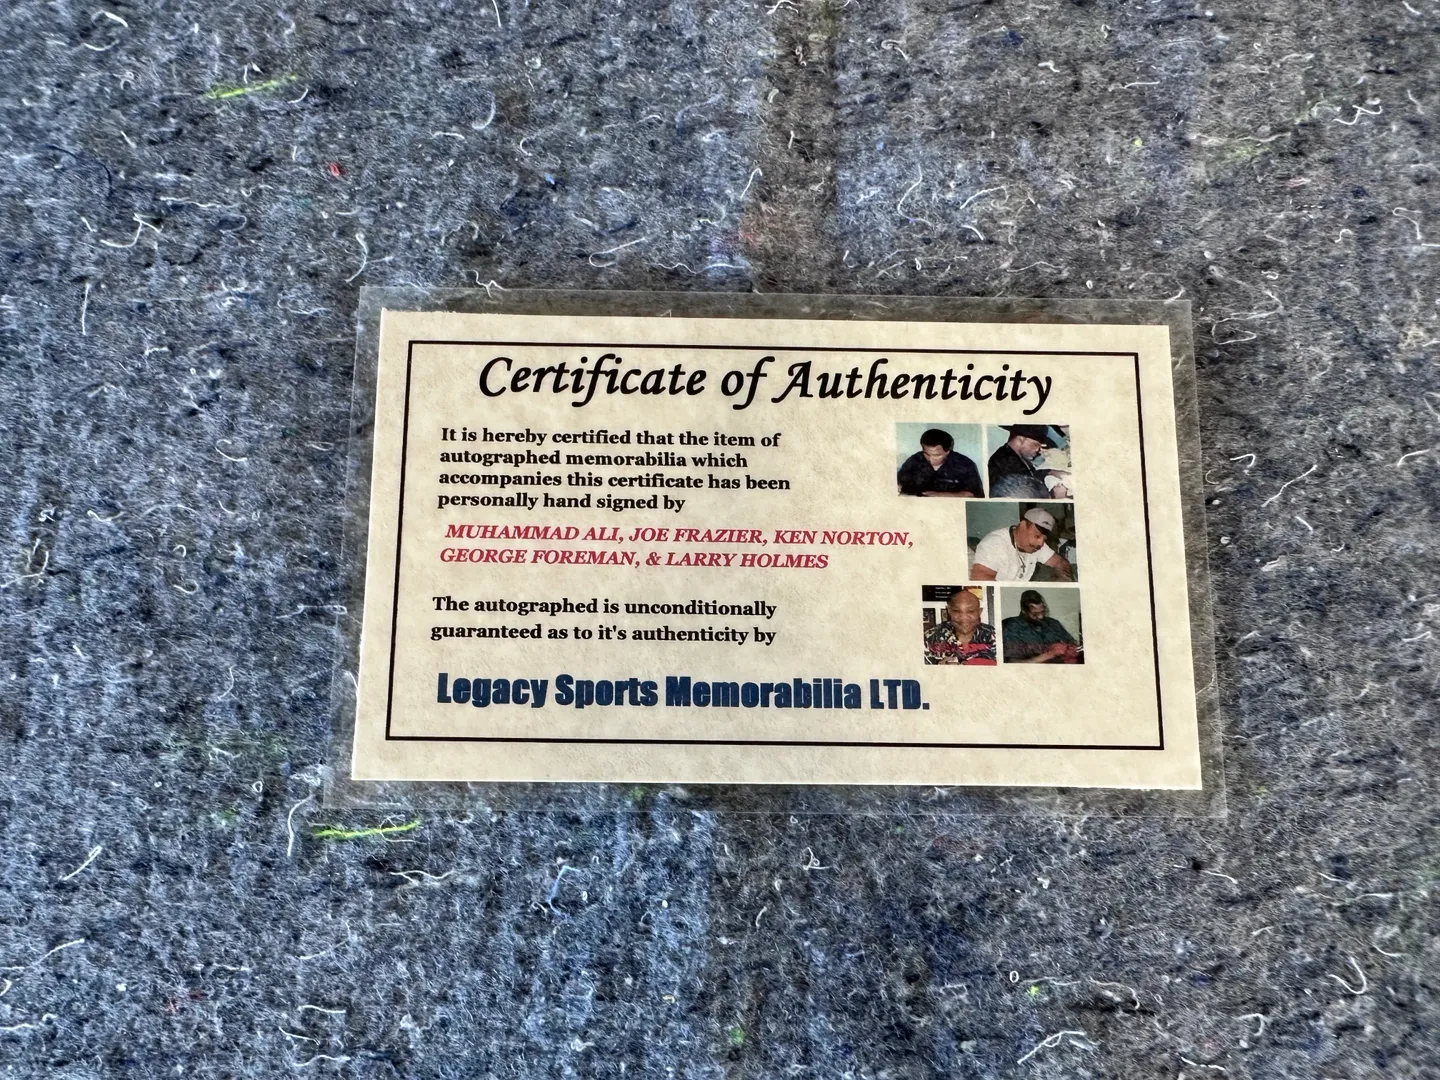 Certificate of Authenticity
It is hereby certified that the item of
autographed memorabilia which
accompanies this certificate has been
personally hand signed by
MUHAMMAD ALI, JOE FRAZIER, KEN NORTON,
GEORGE FOREMAN, & LARRY HOLMES
The autographed is unconditionally
guaranteed as to it's authenticity by
Legacy Sports Memorabilia LTD.